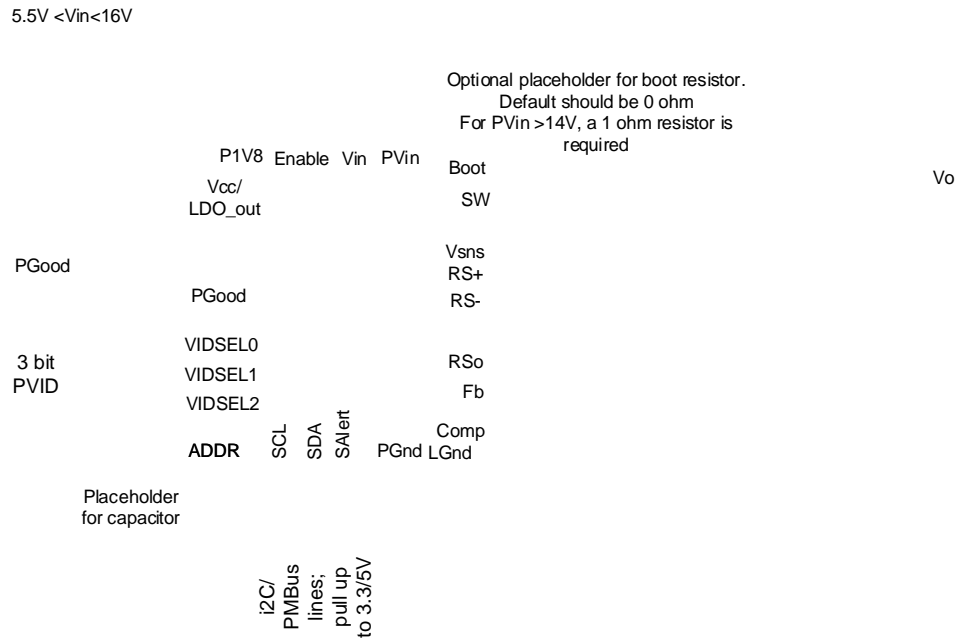 5.5V <Vin<16V
Optional placeholder for boot resistor.
Default should be 0 ohm
For PVin >14V, a 1 ohm resistor is
required
P1V8
Enable
Vin
PVin
Boot
Vcc/
LDO_out
SW
Vo
Vsns
PGood
RS+
PGood
RS-
VIDSEL0
3 bit
PVID
RSo
VIDSEL1
Fb
VIDSEL2
Comp
ADDR
SCL
SDA
SAlert
PGnd
LGnd
Placeholder
for capacitor
i2C/
PMBus
lines;
pull up
to 3.3/5V